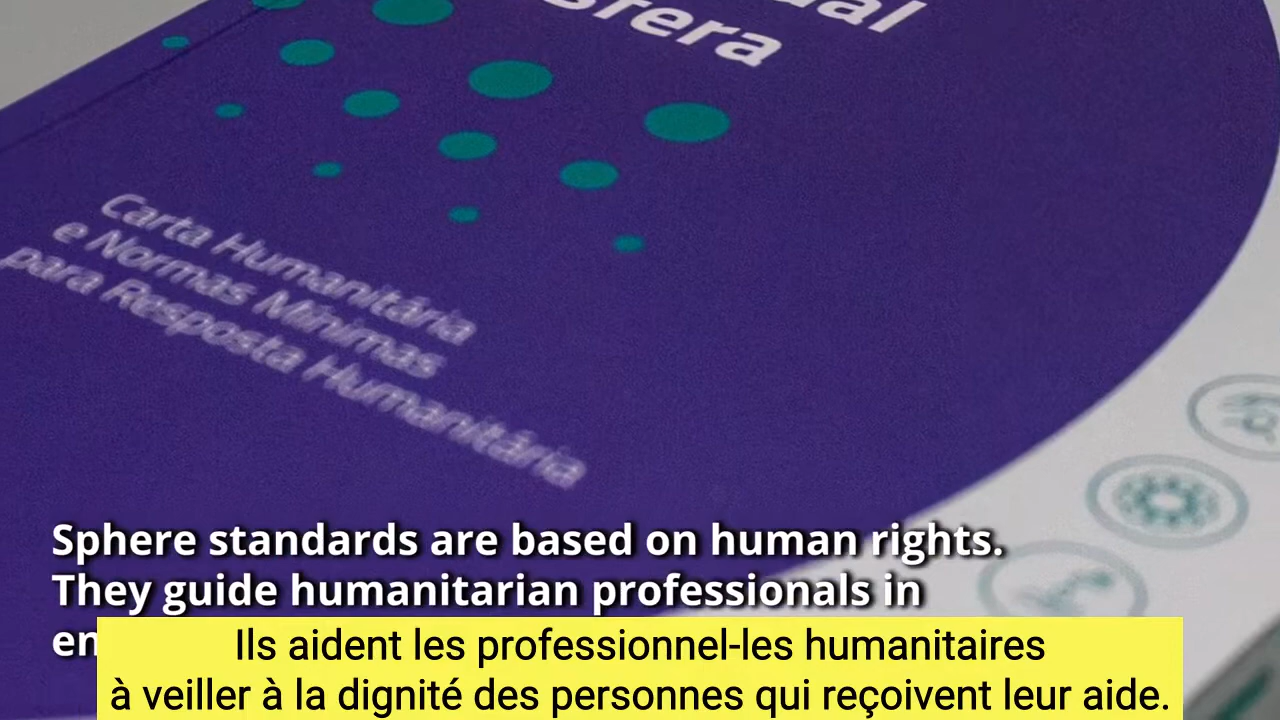 Carta Humanitária
e Normas Mínimas
para Resposta Humanitária
Sphere standards are based on human rights.
They guide humanitarian professionals in
Ils aident les professionnel-les humanitaires
à veiller à la dignité des personnes qui reçoivent leur aide.